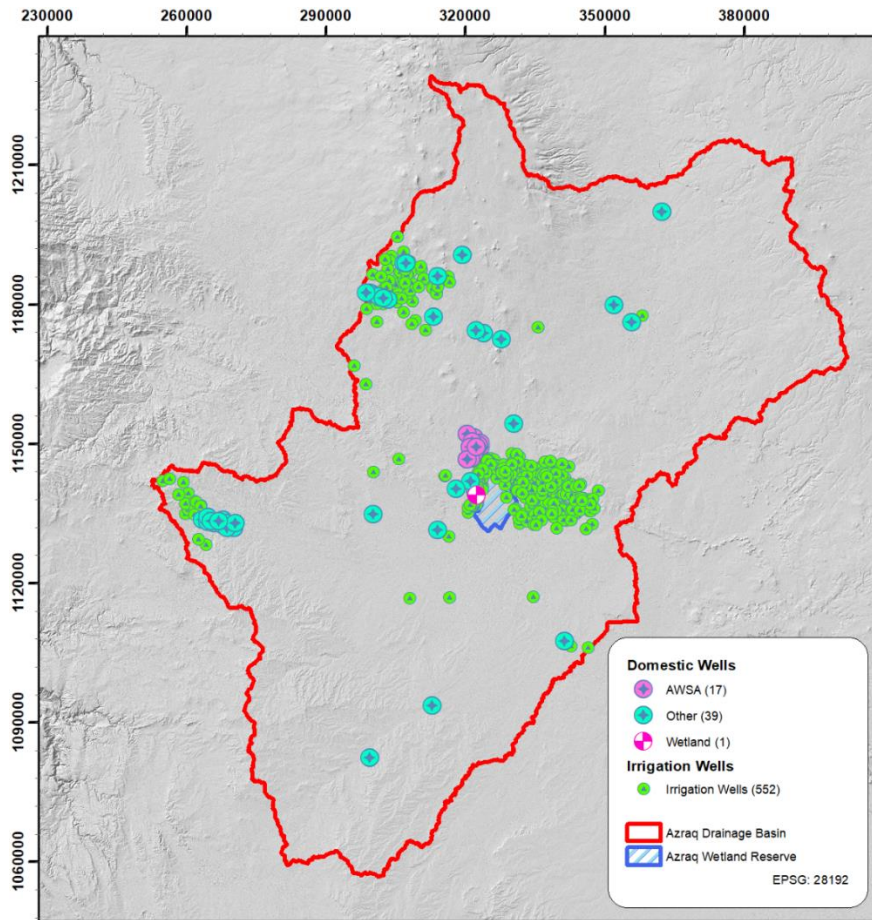 230000 260000 290000 320000 350000 380000
1210000
1180000
1150000
1120000
1090000
1060000
Domestic Wells
AWSA (17)
Other (39)
Wetland (1)
Irrigation Wells
Irrigation Wells (552)
Azraq Drainage Basin
Azraq Wetland Reserve
EPSG: 28192